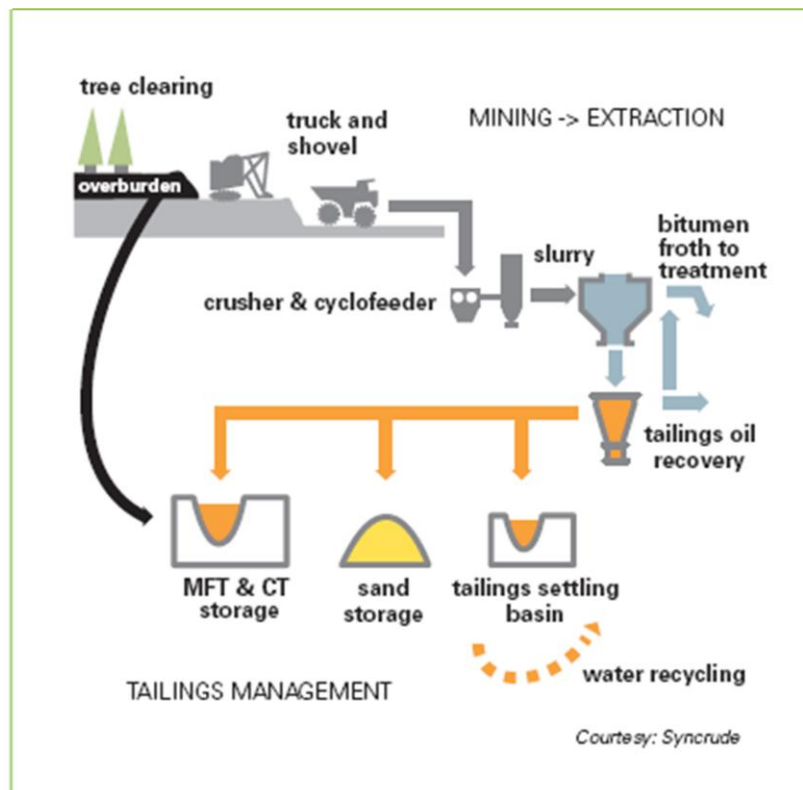 tree clearing
truck and
shovel
MINING -> EXTRACTION
overburden
bitumen
froth to
treatment
slurry
crusher & cyclofeeder
tailings oil
recovery
MFT & CT
storage
sand
storage
tailings settling
basin
water recycling
TAILINGS MANAGEMENT
Courtesy: Syncrude